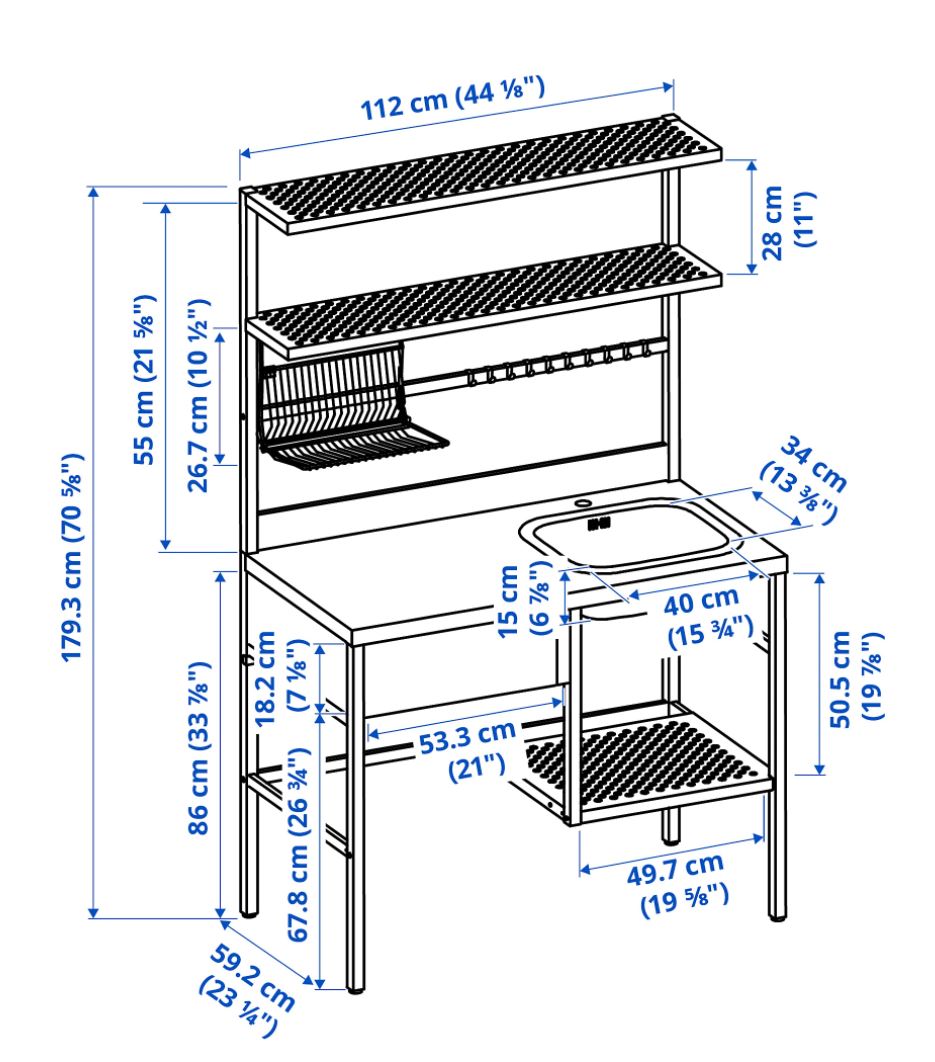 112 cm (44 ⅛")
28 cm
(11")
55 cm (21 ⅝")
26.7 cm (10 ½")
179.3 cm (70 ⅝")
34 cm
(13 ⅜")
15 cm
(6 ⅞")
40 cm
(15 ¾")
50.5 cm
(19 ⅞")
18.2 cm
(7 ⅛")
53.3 cm
(21")
86 cm (33 ⅞")
67.8 cm (26 ¾")
49.7 cm
(19 ⅝")
59.2 cm
(23 ¼")